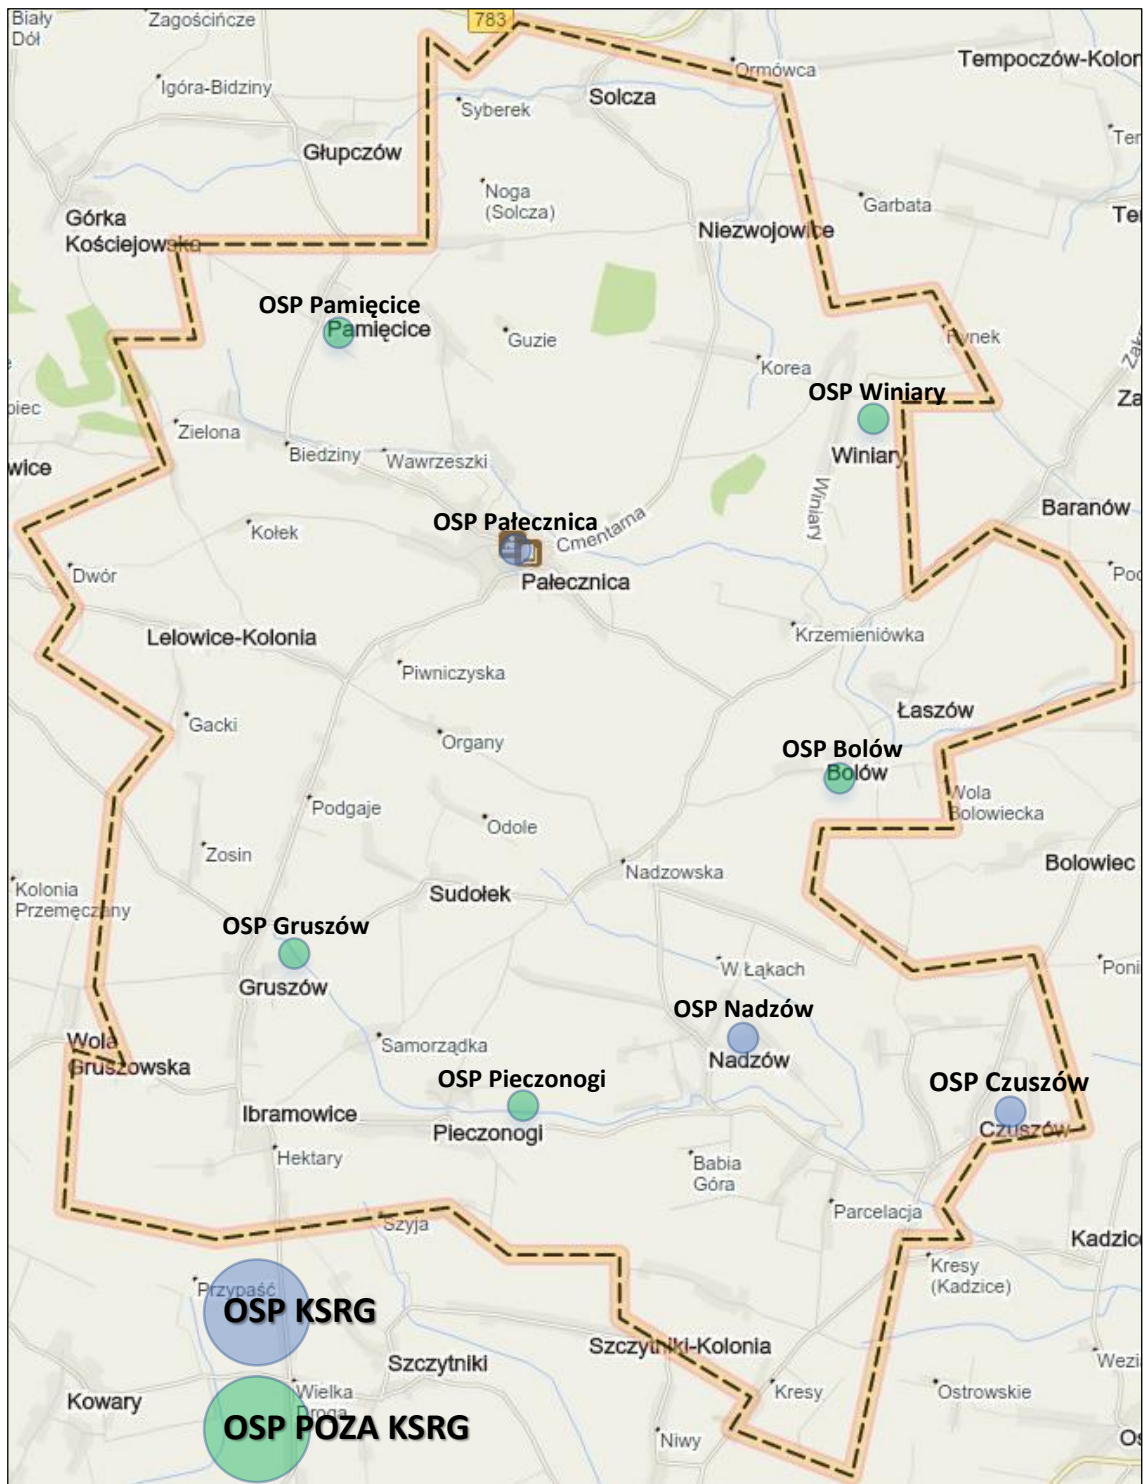 Biały
Dół
Zagościńcze
783
Igóra-Bidziny
Ormówca
Tempoczów-Kolon
Syberek
Solcza
Głupczów
Noga
(Solcza)
Garbata
Górka
Kościejowska
Niezwojowice
OSP Pamięcice
Pamięcice
Guzie
Rynek
Korea
OSP Winiary
Zielona
Biedziny
Wawrzeszki
Winiary
Winiary
wice
Baranów
OSP Pałecznica
Cmentarna
Kołek
Pałecznica
Dwór
Lelowice-Kolonia
Krzemieniówka
Piwniczyska
Łaszów
Gacki
Organy
OSP Bolów
Bolów
Wola
Bolowiecka
Podgaje
Odole
Zosin
Nadzowska
Bolowiec
Kolonia
Przemęczany
Sudołek
OSP Gruszów
Gruszów
W Łąkach
OSP Nadzów
Nadzów
Wola
Gruszowska
Samorządka
OSP Pieczonogi
Pieczonogi
OSP Czuszów
Czuszów
Ibramowice
Hektary
Babia
Góra
Parcelacja
Szyja
Kadzice
Kresy
(Kadzice)
Przypaść
OSP KSRG
Szczytniki-Kolonia
Szczytniki
Kowary
Wielka
Droga
Kresy
Ostrowskie
OSP POZA KSRG
Niwy